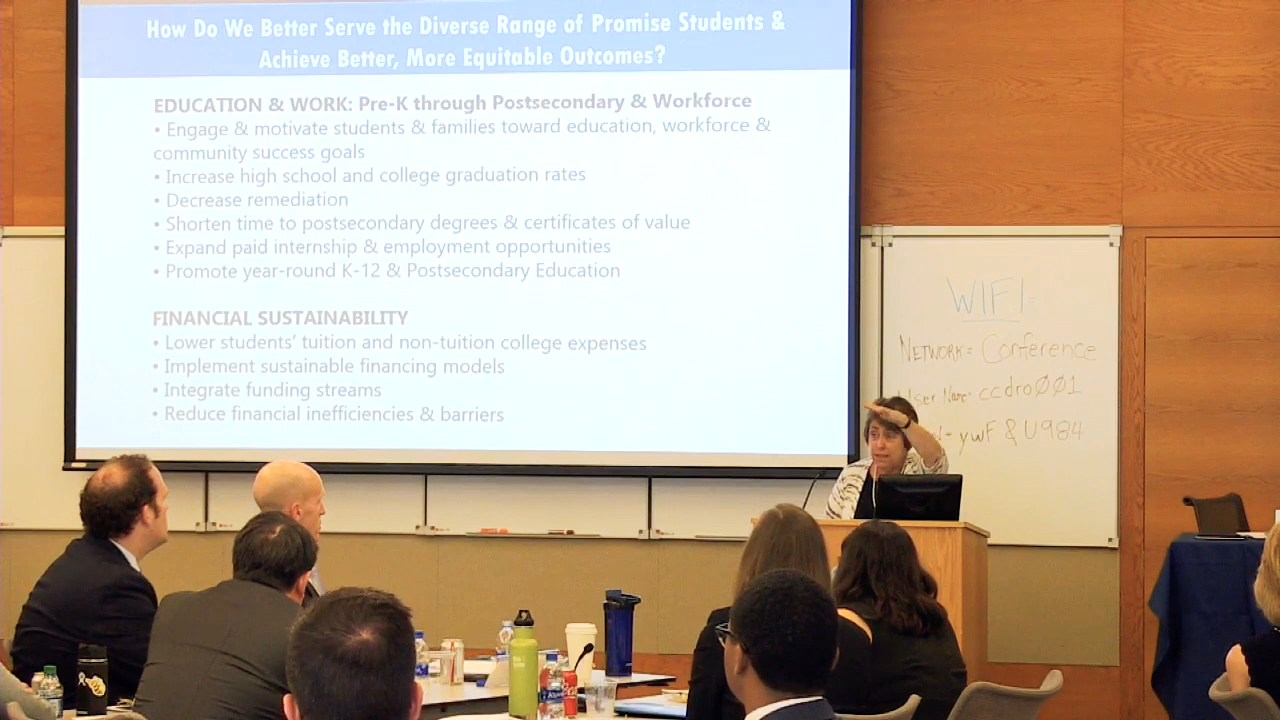 How Do We Better Serve the Diverse Range of Promise Students &
Achieve Better, More Equitable Outcomes?
EDUCATION & WORK: Pre-K through Postsecondary & Workforce
• Engage & motivate students & families toward education, workforce &
community success goals
• Increase high school and college graduation rates
• Decrease remediation
• Shorten time to postsecondary degrees & certificates of value
• Expand paid internship & employment opportunities
• Promote year-round K-12 & Postsecondary Education
FINANCIAL SUSTAINABILITY
• Lower students' tuition and non-tuition college expenses
• Implement sustainable financing models
• Integrate funding streams
• Reduce financial inefficiencies & barriers
WIFI-
NETWORK= Conference
User Name: ccdro001
ywF&U984